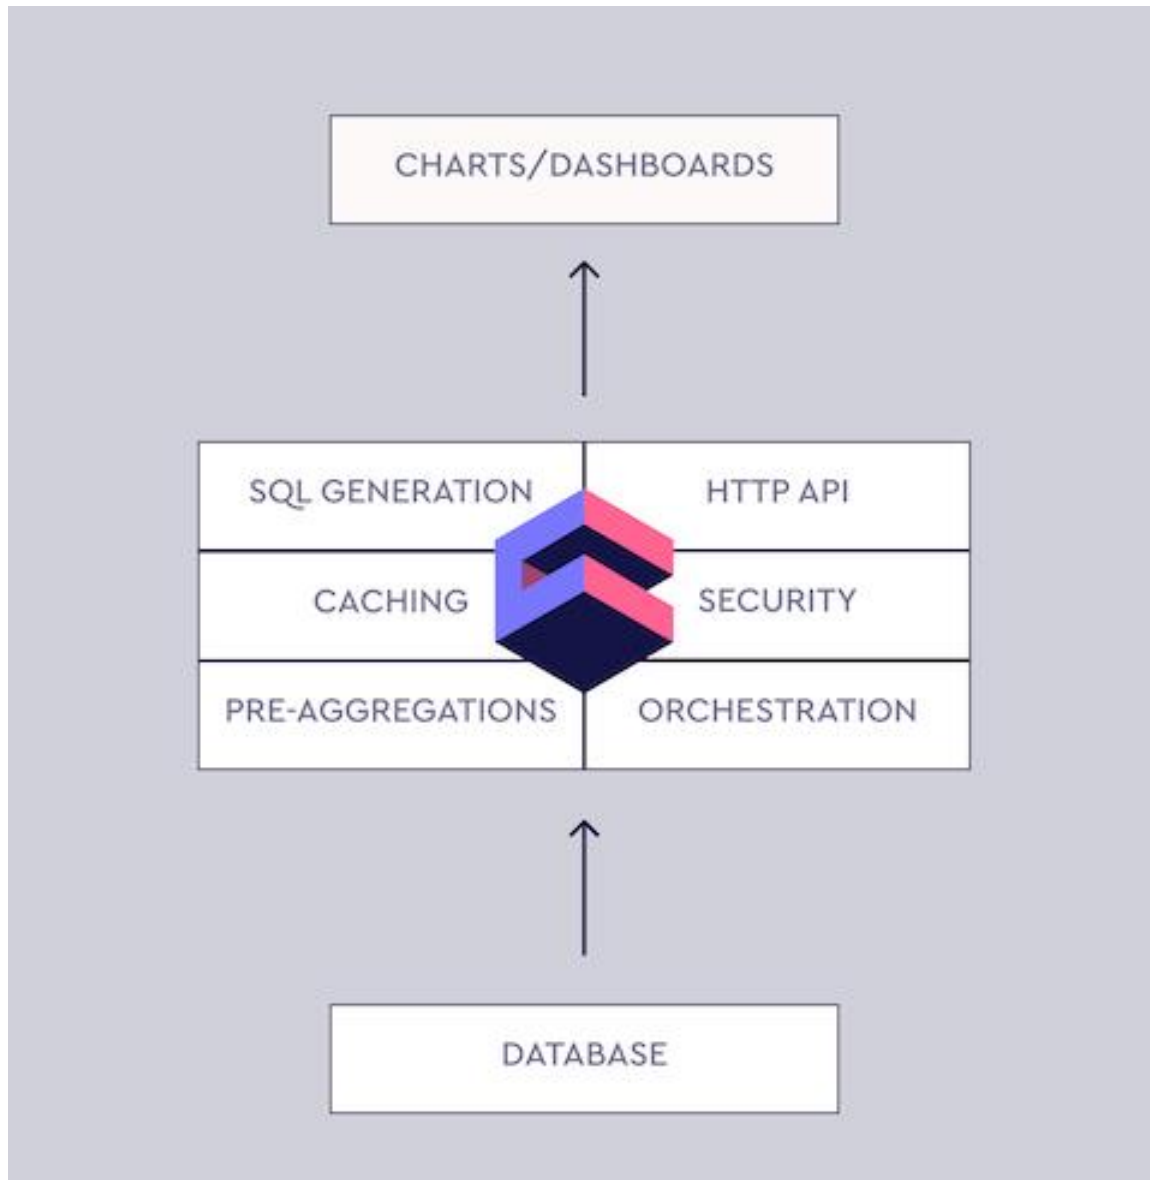 CHARTS/DASHBOARDS
SQL GENERATION
HTTP API
CACHING
SECURITY
PRE-AGGREGATIONS
ORCHESTRATION
DATABASE